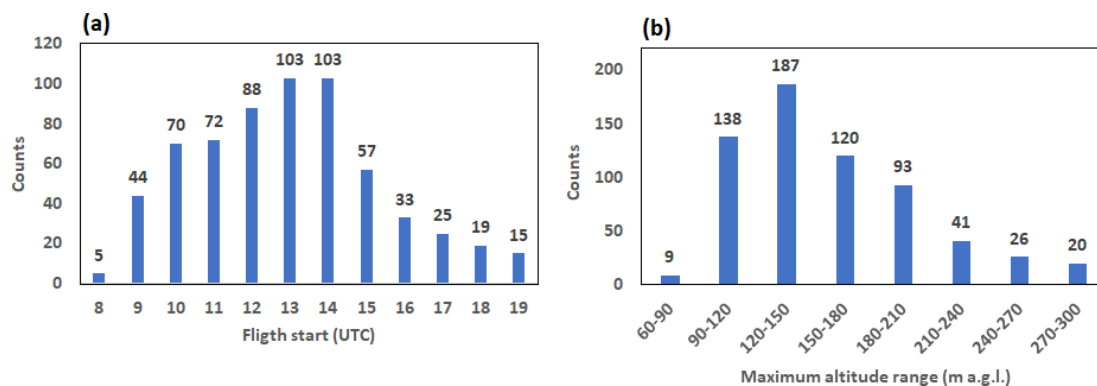 (a)
120
100
80
60
40
20
0
Counts
5 44 70 72 88 103 103 57 33 25 19 15
8 9 10 11 12 13 14 15 16 17 18 19
Fligth start (UTC)
(b)
200
150
100
50
0
Counts
9 138 187 120 93 41 26 20
60-90 90-120 120-150 150-180 180-210 210-240 240-270 270-300
Maximum altitude range (m a.g.l.)